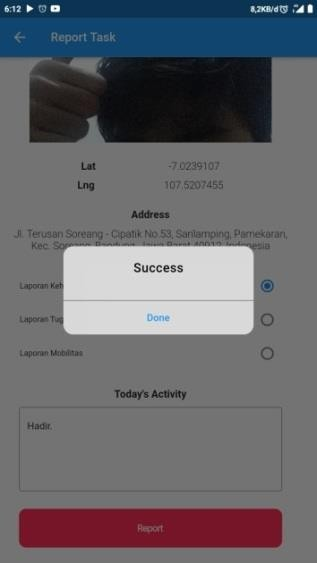 6:12
8,2KB/d
Report Task
Lat -7.0239107
Lng 107.5207455
Address
Jl. Terusan Soreang - Cipatik No.53, Sarilamping, Pamekaran,
Kec. Soreang, Bandung, Jawa Barat 40912, Indonesia
Success
Done
Laporan Keh
Laporan Tug
Laporan Mobilitas
Today's Activity
Hadir.
Report